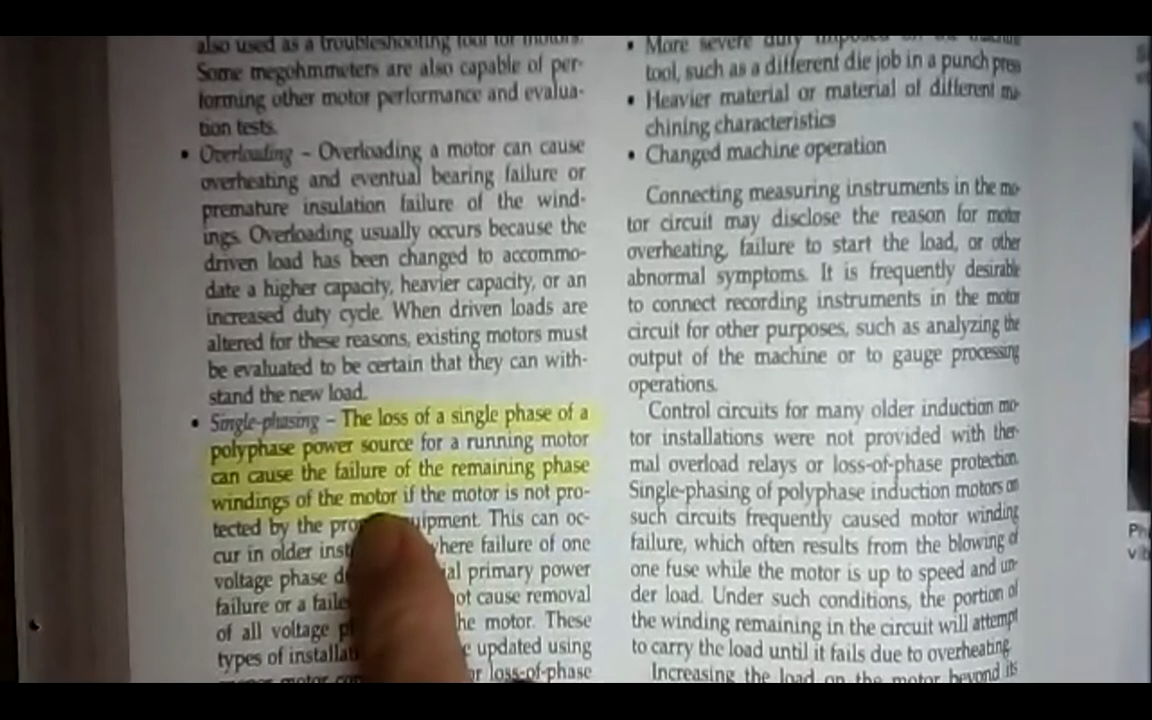 also used as a troubleshooting tool for motors.
Some megohmmeters are also capable of per-
forming other motor performance and evalua-
tion tests.
• Overloading – Overloading a motor can cause
overheating and eventual bearing failure or
premature insulation failure of the wind-
ings. Overloading usually occurs because the
driven load has been changed to accommo-
date a higher capacity, heavier capacity, or an
increased duty cycle. When driven loads are
altered for these reasons, existing motors must
be evaluated to be certain that they can with-
stand the new load.
• Single-phasing – The loss of a single phase of a
polyphase power source for a running motor
can cause the failure of the remaining phase
windings of the motor if the motor is not pro-
tected by the pro uipment. This can oc-
cur in older inst where failure of one
voltage phase d ial primary power
failure or a faile ot cause removal
of all voltage p he motor. These
types of installati e updated using
motor or loss-of-phase
• More severe duty imposed on the machine
tool, such as a different die job in a punch press
• Heavier material or material of different ma-
chining characteristics
• Changed machine operation
Connecting measuring instruments in the mo-
tor circuit may disclose the reason for motor
overheating, failure to start the load, or other
abnormal symptoms. It is frequently desirable
to connect recording instruments in the motor
circuit for other purposes, such as analyzing the
output of the machine or to gauge processing
operations.
Control circuits for many older induction mo-
tor installations were not provided with ther-
mal overload relays or loss-of-phase protection.
Single-phasing of polyphase induction motors on
such circuits frequently caused motor winding
failure, which often results from the blowing of
one fuse while the motor is up to speed and un-
der load. Under such conditions, the portion of
the winding remaining in the circuit will attempt
to carry the load until it fails due to overheating.
Increasing the load on the motor beyond its